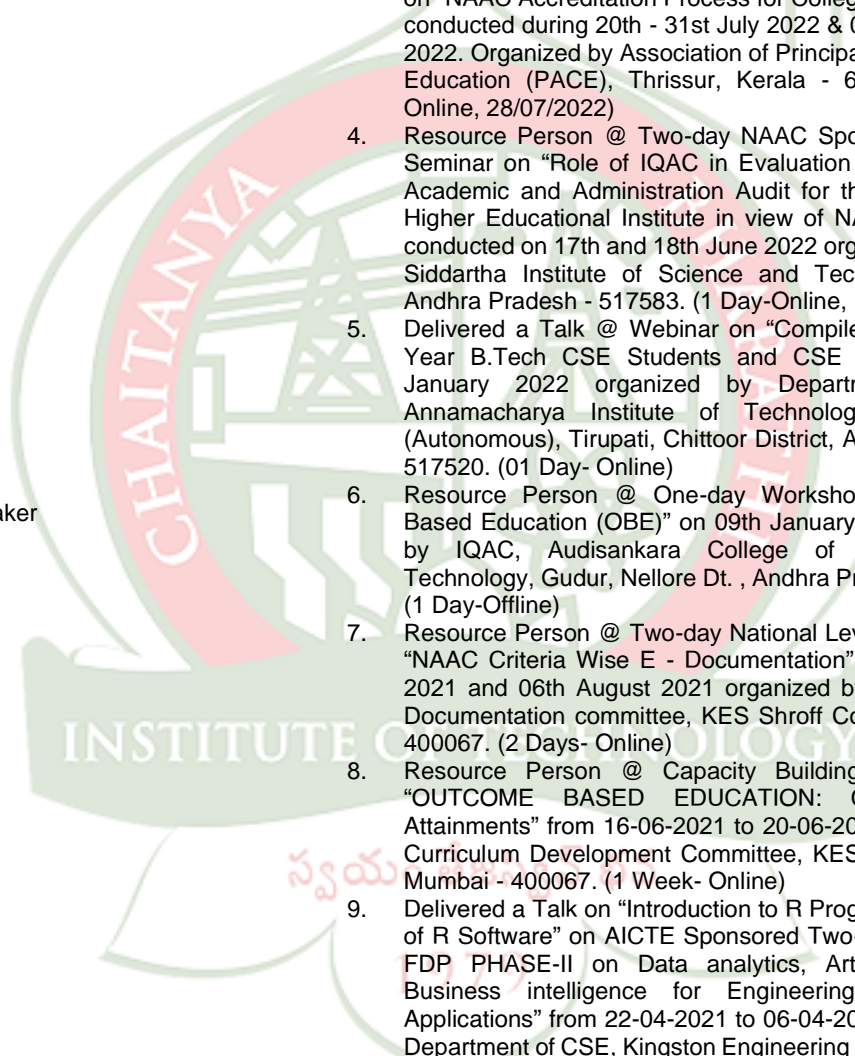 on "NAAC Accreditation Process for College
conducted during 20th - 31st July 2022 &
2022. Organized by Association of Principa
Education (PACE), Thrissur, Kerala - 6
Online, 28/07/2022)
4. Resource Person @ Two-day NAAC Spo
Seminar on “Role of IQAC in Evaluation
Academic and Administration Audit for th
Higher Educational Institute in view of NA
conducted on 17th and 18th June 2022 org
Siddartha Institute of Science and Tec
Andhra Pradesh - 517583. (1 Day-Online,
5. Delivered a Talk @ Webinar on “Compile
Year B.Tech CSE Students and CSE
January 2022 organized by Departm
Annamacharya Institute of Technolog
(Autonomous), Tirupati, Chittoor District, A
517520. (01 Day- Online)
aker
6. Resource Person @ One-day Worksho
Based Education (OBE)” on 09th January
by IQAC, Audisankara College of
Technology, Gudur, Nellore Dt. , Andhra Pr
(1 Day-Offline)
7. Resource Person @ Two-day National Lev
“NAAC Criteria Wise E - Documentation”
2021 and 06th August 2021 organized b
Documentation committee, KES Shroff Co
400067. (2 Days- Online)
8. Resource Person @ Capacity Building
“OUTCOME BASED EDUCATION:
Attainments” from 16-06-2021 to 20-06-20
Curriculum Development Committee, KES
Mumbai - 400067. (1 Week- Online)
9. Delivered a Talk on “Introduction to R Prog
of R Software” on AICTE Sponsored Two
FDP PHASE-II on Data analytics, Art
Business intelligence for Engineering
Applications” from 22-04-2021 to 06-04-20
Department of CSE, Kingston Engineering
CHAITANYA BHARATHI
INSTITUTE OF TECHNOLOGY
స్వయం
1979